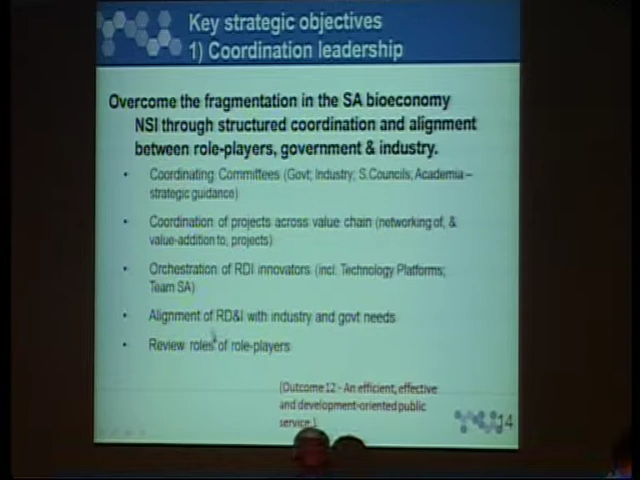 Key strategic objectives
1) Coordination leadership
Overcome the fragmentation in the SA bioeconomy
NSI through structured coordination and alignment
between role-players, government & industry.
• Coordinating Committees (Govt; Industry; S.Councils; Academia –
strategic guidance)
• Coordination of projects across value chain (networking of, &
value-addition to, projects)
• Orchestration of RDI innovators (incl. Technology Platforms;
Team SA)
• Alignment of RD&I with industry and govt needs
• Review roles of role-players
(Outcome 12 - An efficient, effective
and development-oriented public
service.)
14